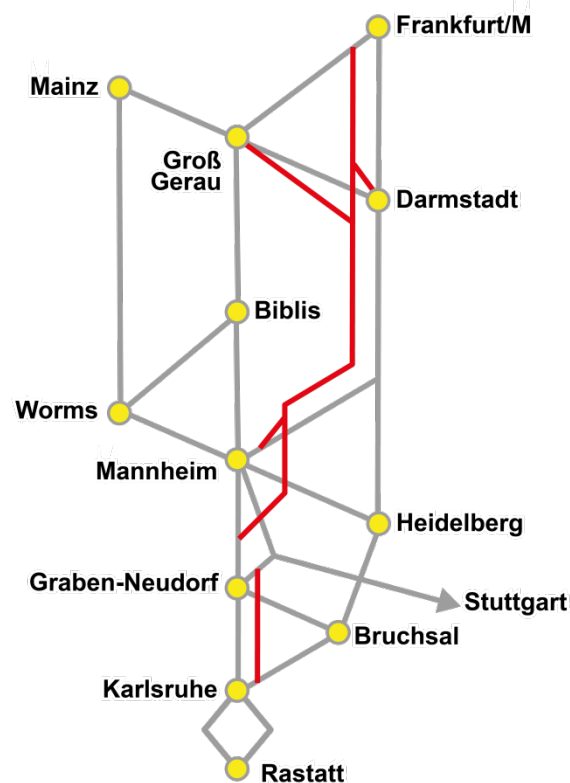 Frankfurt/M
Mainz
Groß
Gerau
Darmstadt
Biblis
Worms
Mannheim
Heidelberg
Graben-Neudorf
Stuttgart
Bruchsal
Karlsruhe
Rastatt